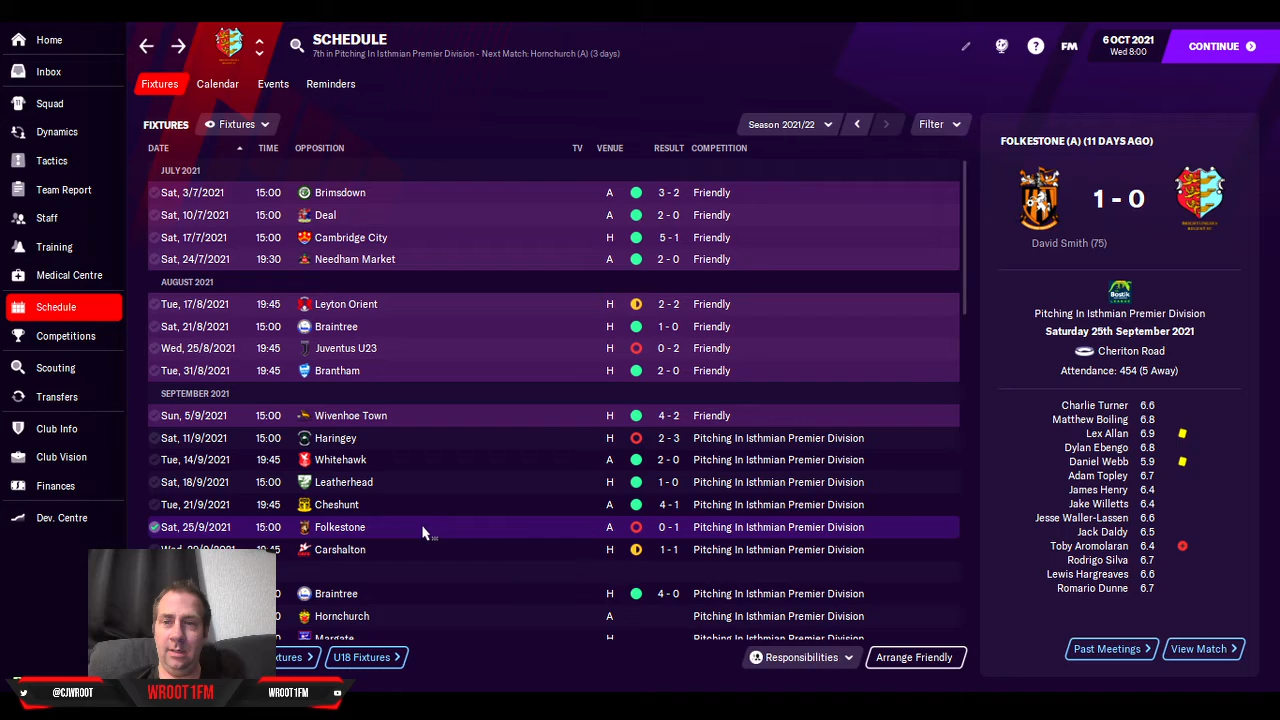 Home
Inbox
Squad
Dynamics
Tactics
Team Report
Staff
Training
Medical Centre
Schedule
Competitions
Scouting
Transfers
Club Info
Club Vision
Finances
Dev. Centre
SCHEDULE
7th in Pitching In Isthmian Premier Division - Next Match: Hornchurch (A) (3 days)
FM
6 OCT 2021
Wed 8:00
CONTINUE
Fixtures Calendar Events Reminders
FIXTURES Fixtures Season 2021/22 Filter
DATE TIME OPPOSITION TV VENUE RESULT COMPETITION
JULY 2021
Sat, 3/7/2021 15:00 Brimsdown A 3 - 2 Friendly
Sat, 10/7/2021 15:00 Deal A 2 - 0 Friendly
Sat, 17/7/2021 15:00 Cambridge City H 5 - 1 Friendly
Sat, 24/7/2021 19:30 Needham Market A 2 - 0 Friendly
AUGUST 2021
Tue, 17/8/2021 19:45 Leyton Orient H 2 - 2 Friendly
Sat, 21/8/2021 15:00 Braintree H 1 - 0 Friendly
Wed, 25/8/2021 19:45 Juventus U23 H 0 - 2 Friendly
Tue, 31/8/2021 19:45 Brantham H 2 - 0 Friendly
SEPTEMBER 2021
Sun, 5/9/2021 15:00 Wivenhoe Town H 4 - 2 Friendly
Sat, 11/9/2021 15:00 Haringey H 2 - 3 Pitching In Isthmian Premier Division
Tue, 14/9/2021 19:45 Whitehawk A 2 - 0 Pitching In Isthmian Premier Division
Sat, 18/9/2021 15:00 Leatherhead H 1 - 0 Pitching In Isthmian Premier Division
Tue, 21/9/2021 19:45 Cheshunt A 4 - 1 Pitching In Isthmian Premier Division
Sat, 25/9/2021 15:00 Folkestone A 0 - 1 Pitching In Isthmian Premier Division
Carshalton H 1 - 1 Pitching In Isthmian Premier Division
Braintree H 4 - 0 Pitching In Isthmian Premier Division
Hornchurch A Pitching In Isthmian Premier Division
Margate H Pitching In Isthmian Premier Division
U18 Fixtures Responsibilities Arrange Friendly
FOLKESTONE (A) (11 DAYS AGO)
1 - 0
David Smith (75)
Bostik
Pitching In Isthmian Premier Division
Saturday 25th September 2021
Cheriton Road
Attendance: 454 (5 Away)
Charlie Turner 6.6
Matthew Boiling 6.8
Lex Allan 6.9
Dylan Ebengo 6.8
Daniel Webb 5.9
Adam Topley 6.7
James Henry 6.4
Jake Willetts 6.4
Jesse Waller-Lassen 6.6
Jack Daldy 6.5
Toby Aromolaran 6.4
Rodrigo Silva 6.7
Lewis Hargreaves 6.6
Romario Dunne 6.7
Past Meetings View Match
@CJWROOT WROOT1FM WROOT1FM